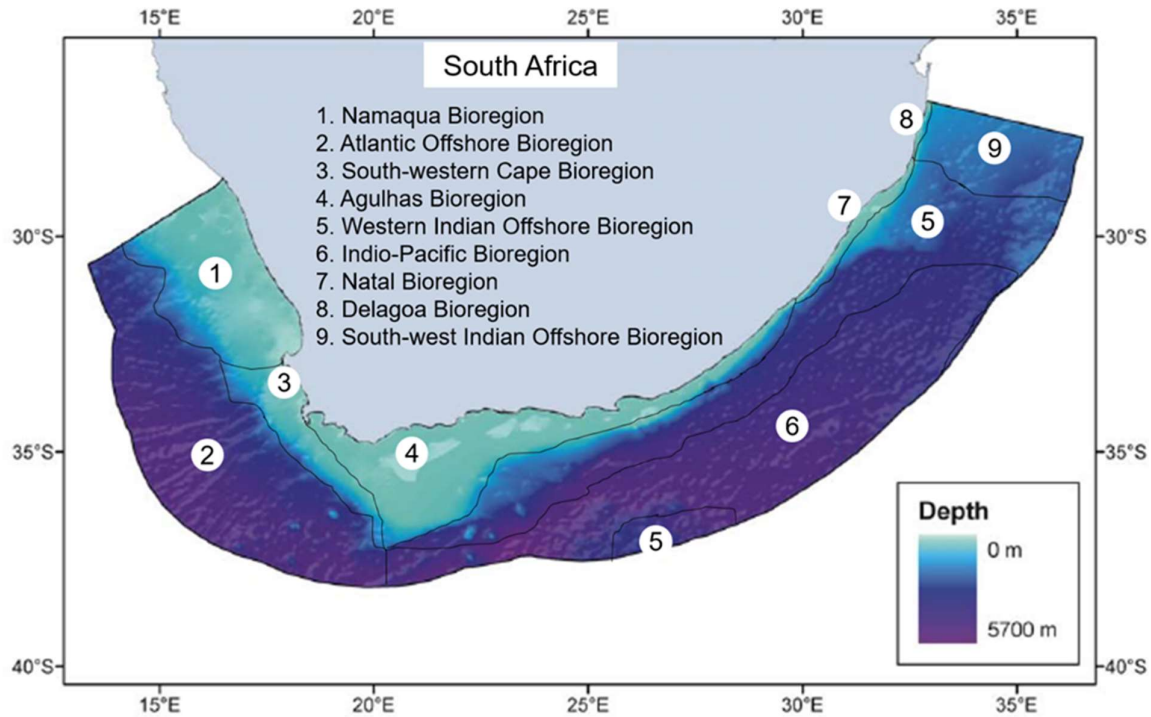 15°E 20°E 25°E 30°E 35°E
South Africa
1. Namaqua Bioregion
2. Atlantic Offshore Bioregion
3. South-western Cape Bioregion
4. Agulhas Bioregion
5. Western Indian Offshore Bioregion
6. Indio-Pacific Bioregion
7. Natal Bioregion
8. Delagoa Bioregion
9. South-west Indian Offshore Bioregion
8
9
7
5
30°S 30°S
1
3
6
4
2
35°S 35°S
5
Depth
0 m
5700 m
40°S 40°S
15°E 20°E 25°E 30°E 35°E